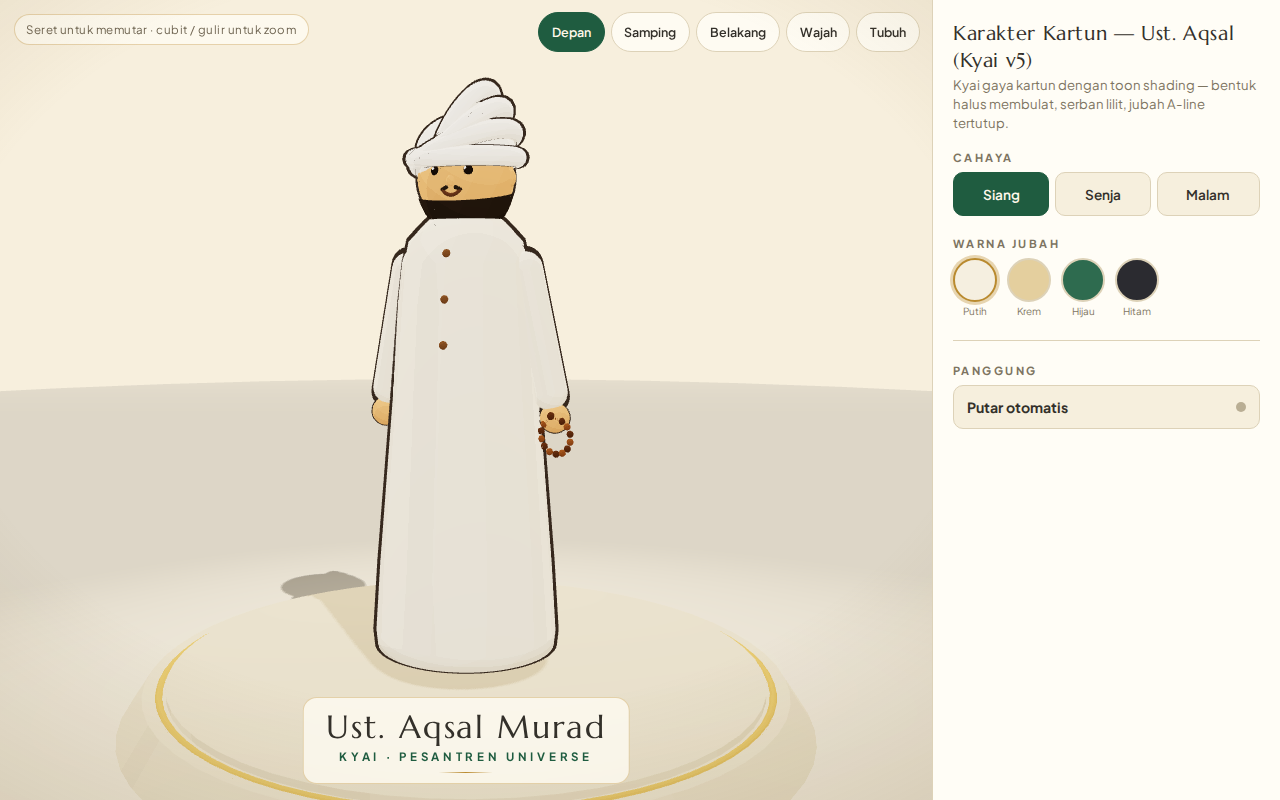 Seret untuk memutar · cubit / gulir untuk zoom
Depan
Samping
Belakang
Wajah
Tubuh
Ust. Aqsal Murad
KYAI · PESANTREN UNIVERSE
Karakter Kartun — Ust. Aqsal
(Kyai v5)
Kyai gaya kartun dengan toon shading — bentuk
halus membulat, serban lilit, jubah A-line
tertutup.
CAHAYA
Siang
Senja
Malam
WARNA JUBAH
Putih
Krem
Hijau
Hitam
PANGGUNG
Putar otomatis